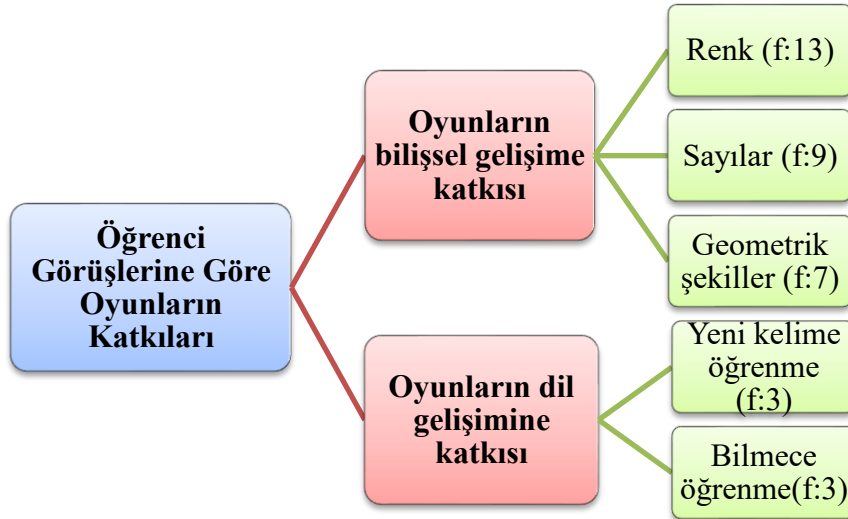 Öğrenci
Görüşlerine Göre
Oyunların
Katkıları
Oyunların
bilişsel gelişime
katkısı
Renk (f:13)
Sayılar (f:9)
Geometrik
şekiller (f:7)
Oyunların dil
gelişimine
katkısı
Yeni kelime
öğrenme
(f:3)
Bilmece
öğrenme(f:3)